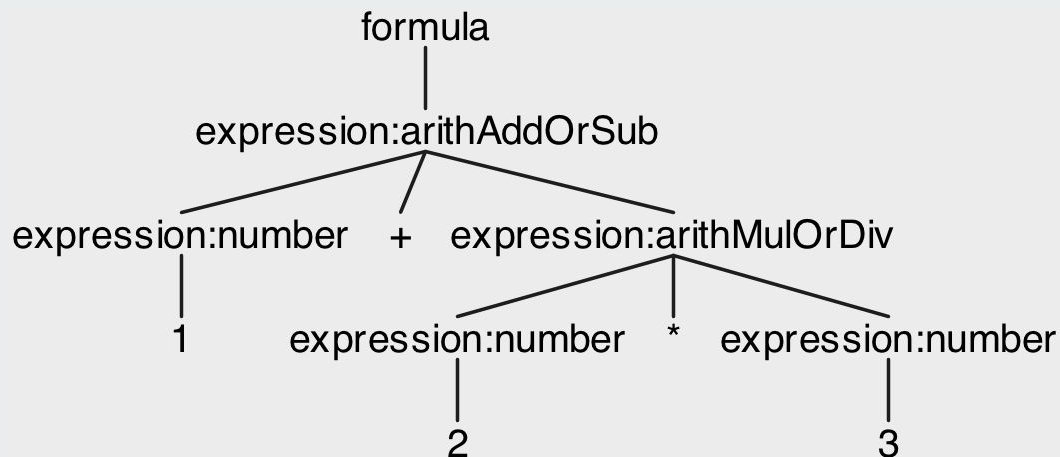 formula
expression:arithAddOrSub
expression:number + expression:arithMulOrDiv
1 expression:number * expression:number
2 3